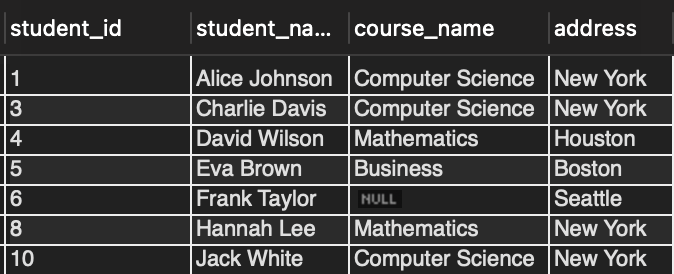 student_id student_na... course_name address
1 Alice Johnson Computer Science New York
3 Charlie Davis Computer Science New York
4 David Wilson Mathematics Houston
5 Eva Brown Business Boston
6 Frank Taylor NULL Seattle
8 Hannah Lee Mathematics New York
10 Jack White Computer Science New York